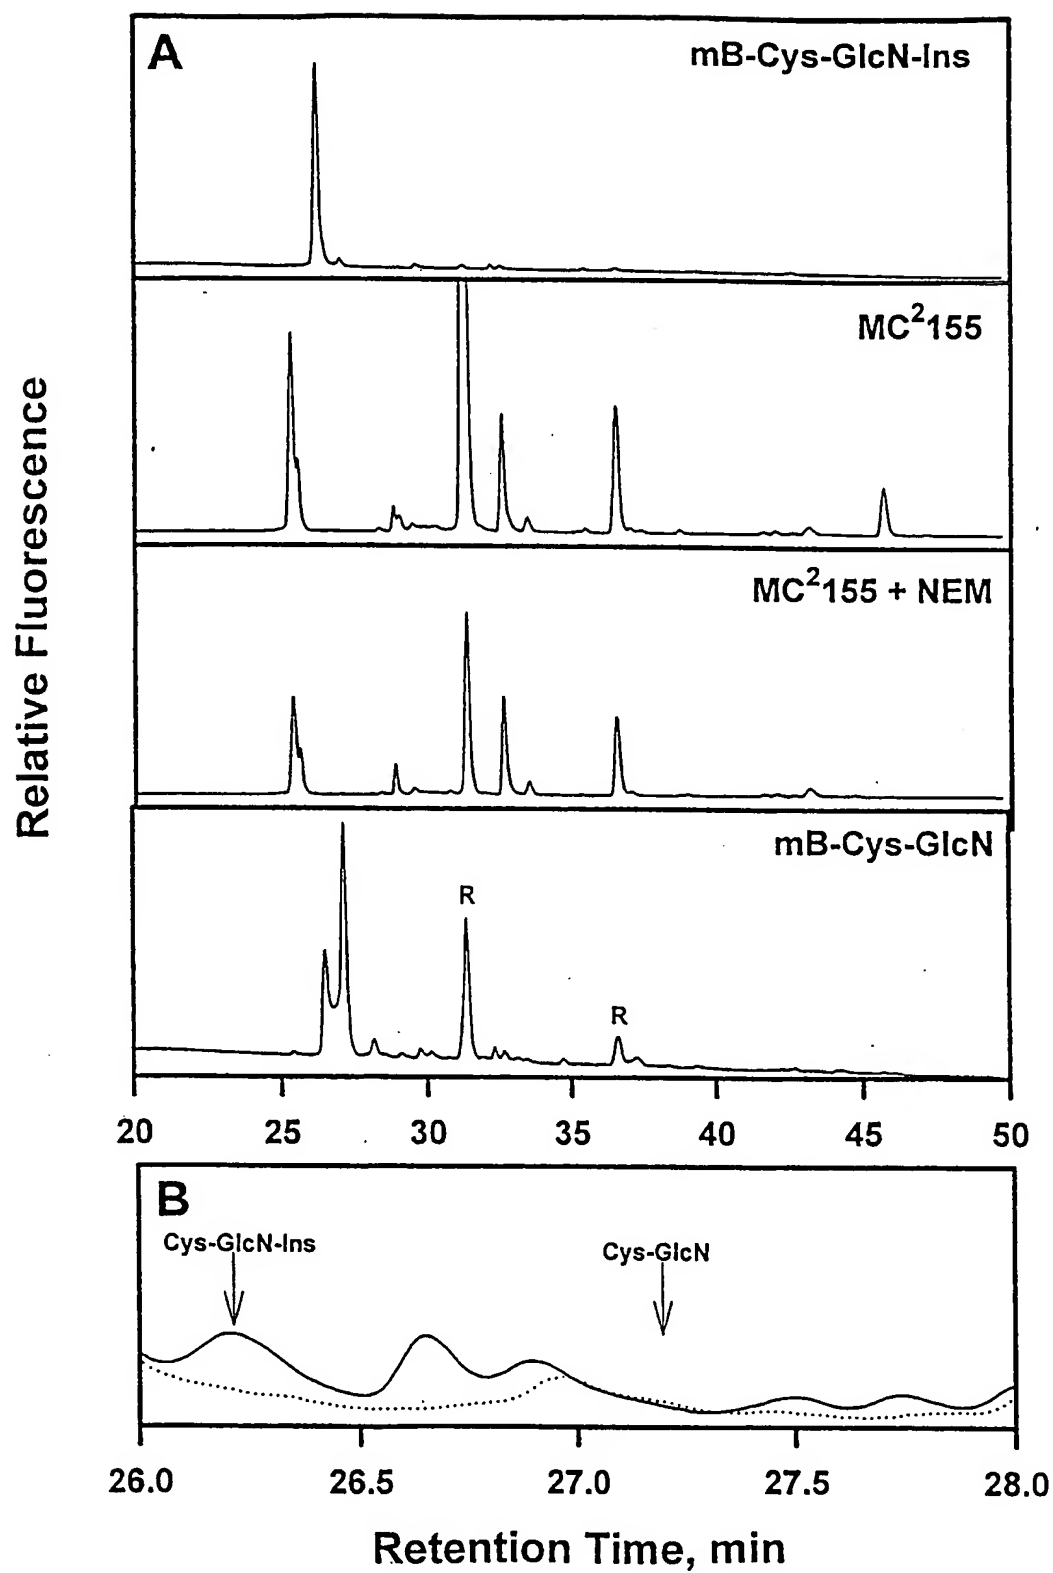 A
mB-Cys-GlcN-Ins
MC²155
MC²155 + NEM
mB-Cys-GlcN
R
R
Relative Fluorescence
20 25 30 35 40 45 50
B
Cys-GlcN-Ins
Cys-GlcN
26.0 26.5 27.0 27.5 28.0
Retention Time, min